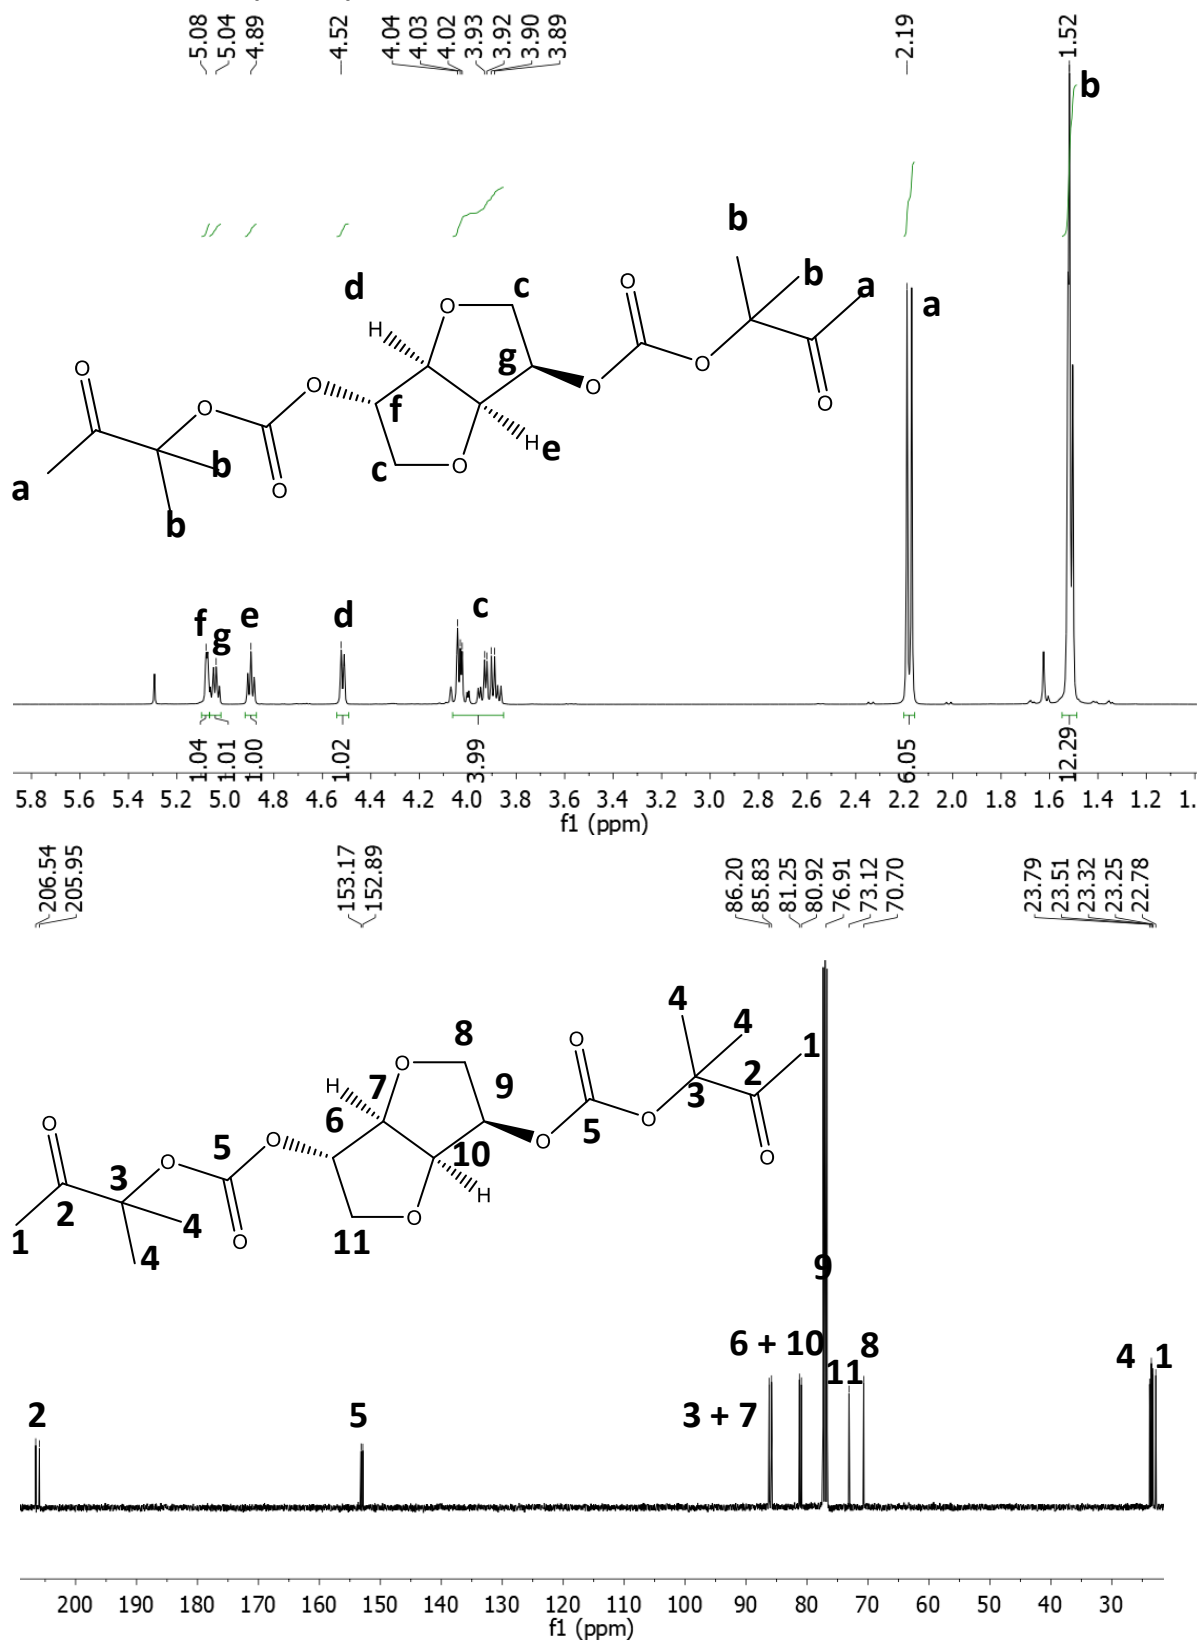 5.08
5.04
4.89
4.52
4.04
4.03
4.02
3.93
3.92
3.90
3.89
2.19
1.52
b
b
b
a
a
d
c
H
O
O
g
O
O
O
O
O
O
f
O
H
e
c
O
O
b
b
a
f
g
e
d
c
1.04
1.01
1.00
1.02
3.99
6.05
12.29
5.8 5.6 5.4 5.2 5.0 4.8 4.6 4.4 4.2 4.0 3.8 3.6 3.4 3.2 3.0 2.8 2.6 2.4 2.2 2.0 1.8 1.6 1.4 1.2 1.
f1 (ppm)
206.54
205.95
153.17
152.89
86.20
85.83
81.25
80.92
76.91
73.12
70.70
23.79
23.51
23.32
23.25
22.78
4
4
8
1
O
O
H
7
9
2
3
6
O
5
O
O
5
O
O
O
10
O
3
H
2
4
O
O
1
11
4
9
6 + 10
8
11
4 1
2
5
3 + 7
200 190 180 170 160 150 140 130 120 110 100 90 80 70 60 50 40 30
f1 (ppm)